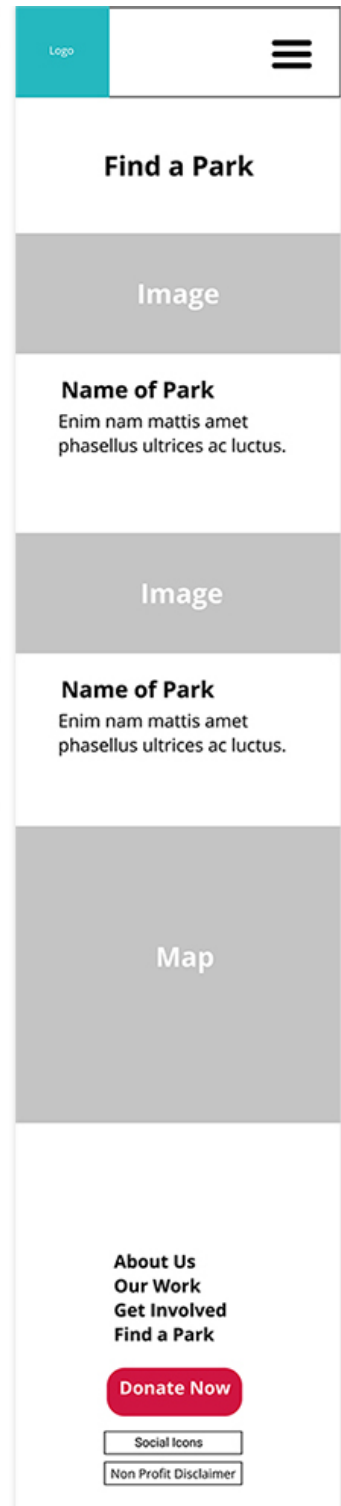 Logo
Find a Park
Image
Name of Park
Enim nam mattis amet
phasellus ultrices ac luctus.
Image
Name of Park
Enim nam mattis amet
phasellus ultrices ac luctus.
Map
About Us
Our Work
Get Involved
Find a Park
Donate Now
Social Icons
Non Profit Disclaimer